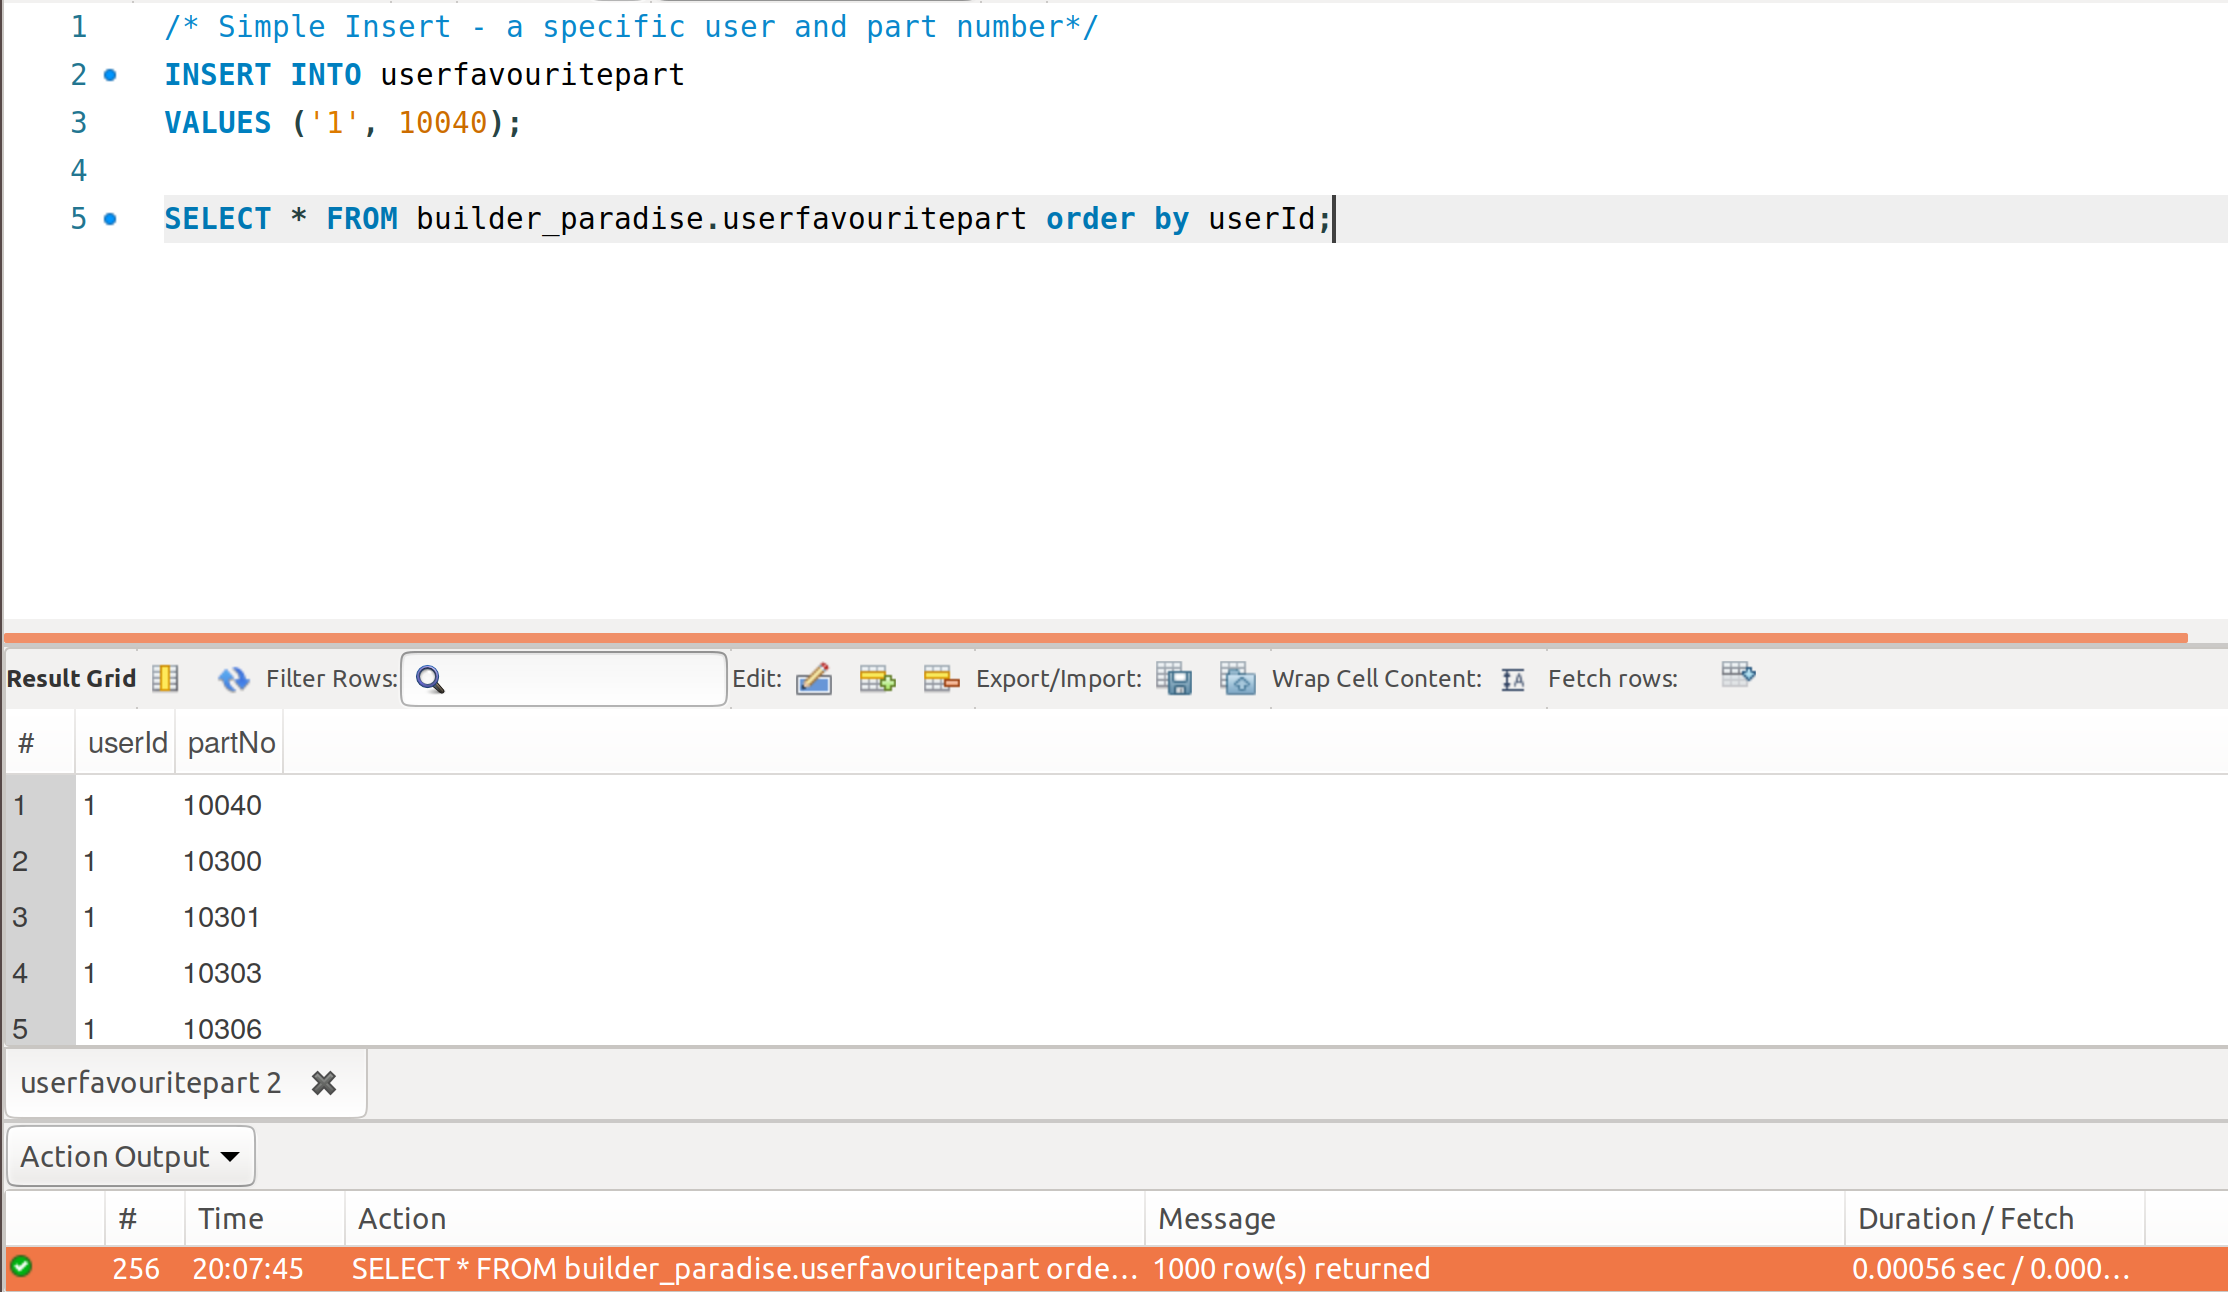 1 /* Simple Insert - a specific user and part number*/
2 INSERT INTO userfavouritepart
3 VALUES ('1', 10040);
4
5 SELECT * FROM builder_paradise.userfavouritepart order by userId;
Result Grid Filter Rows: Edit: Export/Import: Wrap Cell Content: Fetch rows:
# userId partNo
1 1 10040
2 1 10300
3 1 10301
4 1 10303
5 1 10306
userfavouritepart 2
Action Output
# Time Action Message Duration / Fetch
256 20:07:45 SELECT * FROM builder_paradise.userfavouritepart orde... 1000 row(s) returned 0.00056 sec / 0.000...